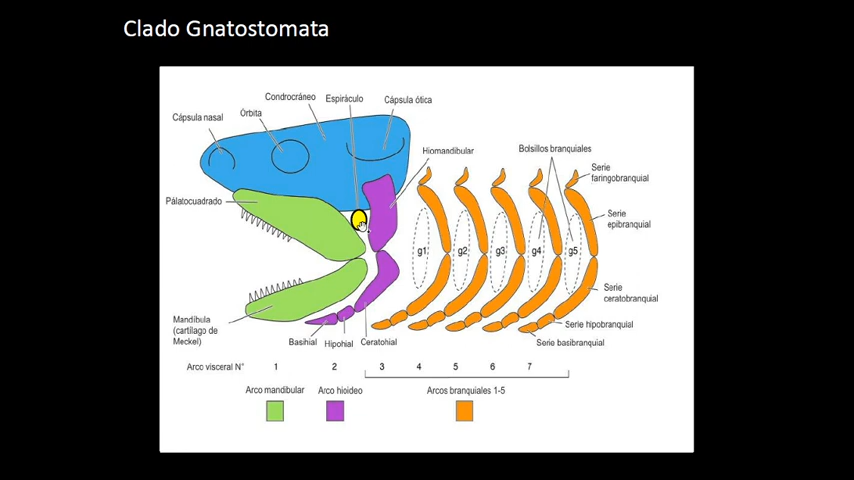 Clado Gnatostomata
Condrocráneo
Espiráculo
Cápsula ótica
Órbita
Cápsula nasal
Hiomandibular
Bolsillos branquiales
Serie
faringobranquial
Pálatocuadrado
Serie
epibranquial
g1 g2 g3 g4 g5
Serie
ceratobranquial
Mandíbula
(cartílago de
Meckel)
Basihial
Hipohial
Ceratohial
Serie hipobranquial
Serie basibranquial
Arco visceral N° 1 2 3 4 5 6 7
Arco mandibular
Arco hioideo
Arcos branquiales 1-5